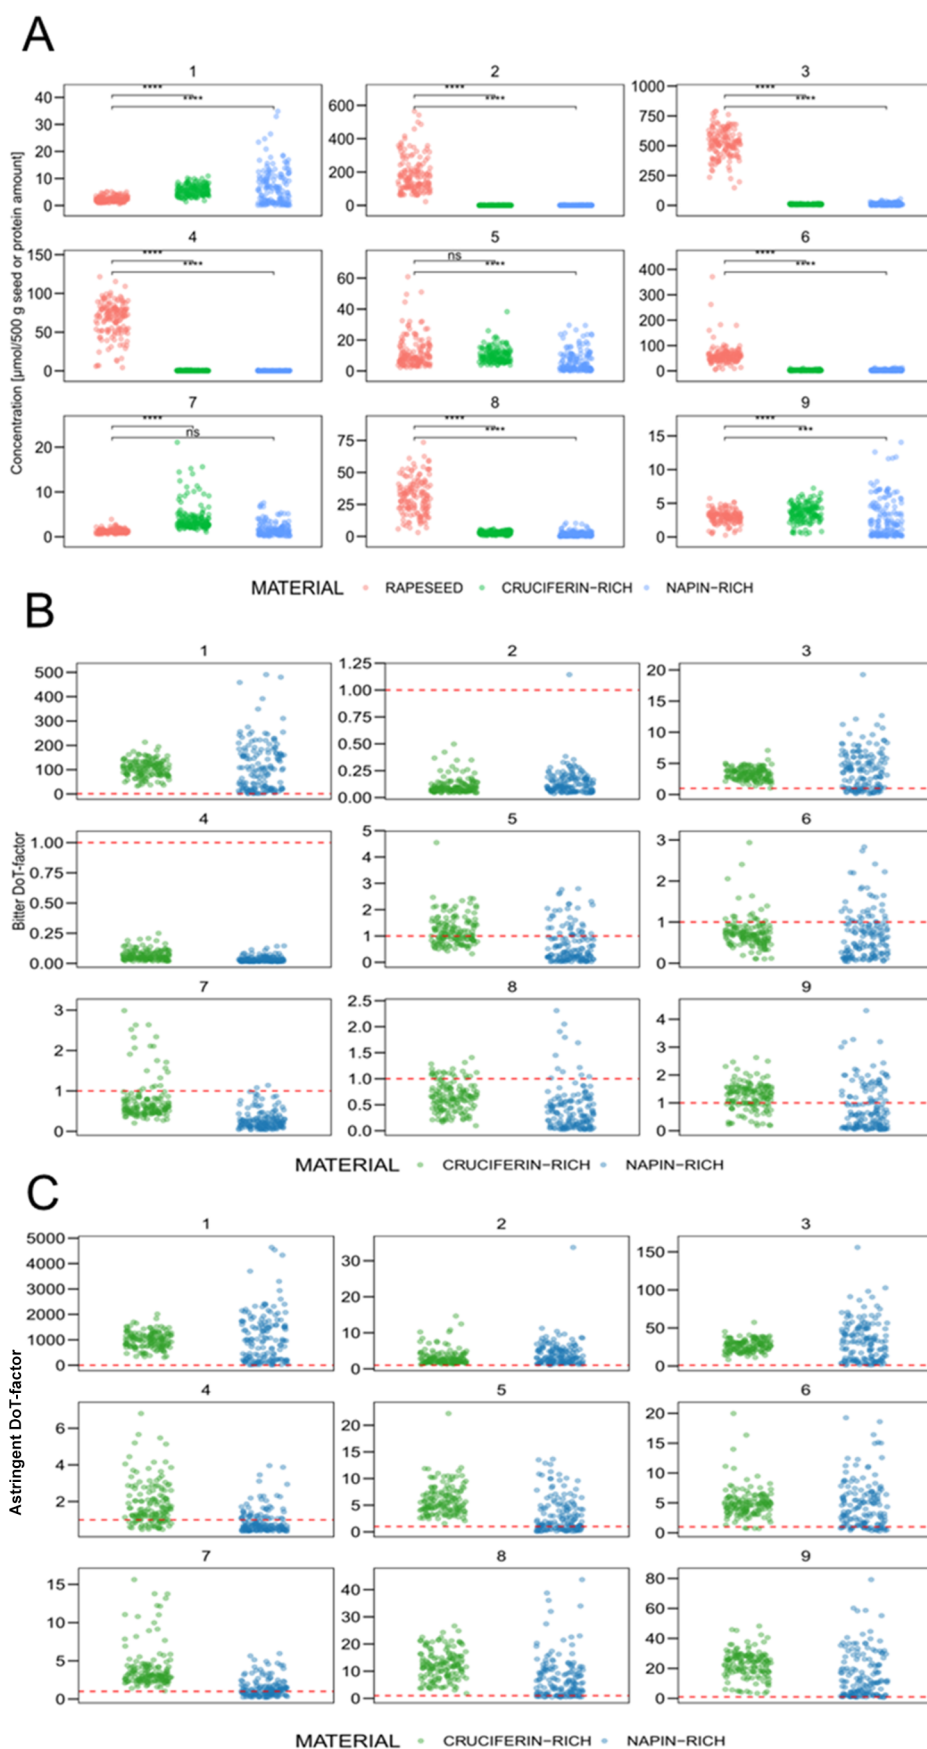 A
1 2 3
40 30 20 10 0
600 400 200 0
1000 750 500 250 0
**** ****
**** ****
**** ****
4 5 6
150 100 50 0
60 40 20 0
400 300 200 100 0
**** ****
ns ****
**** ****
7 8 9
20 10 0
75 50 25 0
15 10 5 0
**** ns
**** ****
**** ***
Concentration [µmol/500 g seed or protein amount]
MATERIAL RAPESEED CRUCIFERIN−RICH NAPIN−RICH
B
1 2 3
500 400 300 200 100 0
1.25 1.00 0.75 0.50 0.25 0.00
20 15 10 5 0
4 5 6
1.00 0.75 0.50 0.25 0.00
5 4 3 2 1 0
3 2 1 0
7 8 9
3 2 1 0
2.5 2.0 1.5 1.0 0.5 0.0
4 3 2 1 0
Bitter DoT-factor
MATERIAL CRUCIFERIN−RICH NAPIN−RICH
C
1 2 3
5000 4000 3000 2000 1000 0
30 20 10 0
150 100 50 0
4 5 6
6 4 2
20 15 10 5 0
20 15 10 5 0
7 8 9
15 10 5 0
40 30 20 10 0
80 60 40 20 0
Astringent DoT-factor
MATERIAL CRUCIFERIN−RICH NAPIN−RICH